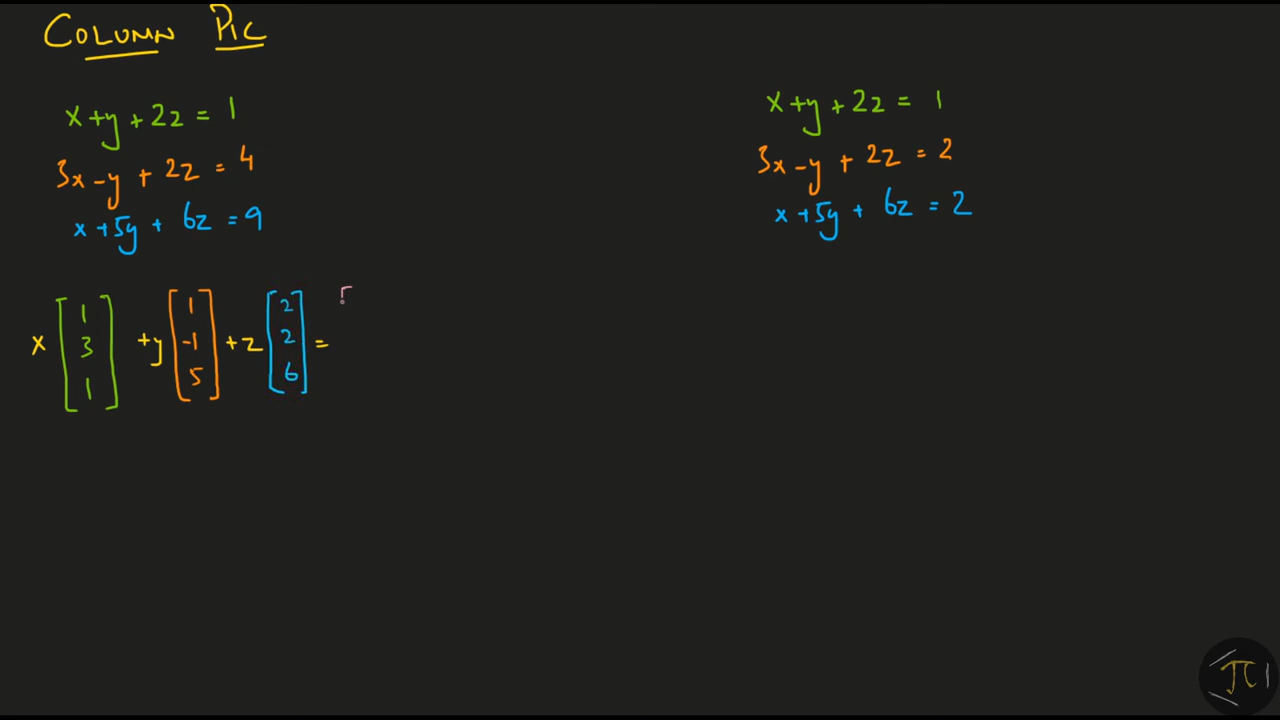 COLUMN PIC
x+y+2z = 1
3x-y+2z = 4
x+5y+6z = 9
x+y+2z = 1
3x-y+2z = 2
x+5y+6z = 2
x [1 3 1] +y [1 -1 5] +z [2 2 6] =
π